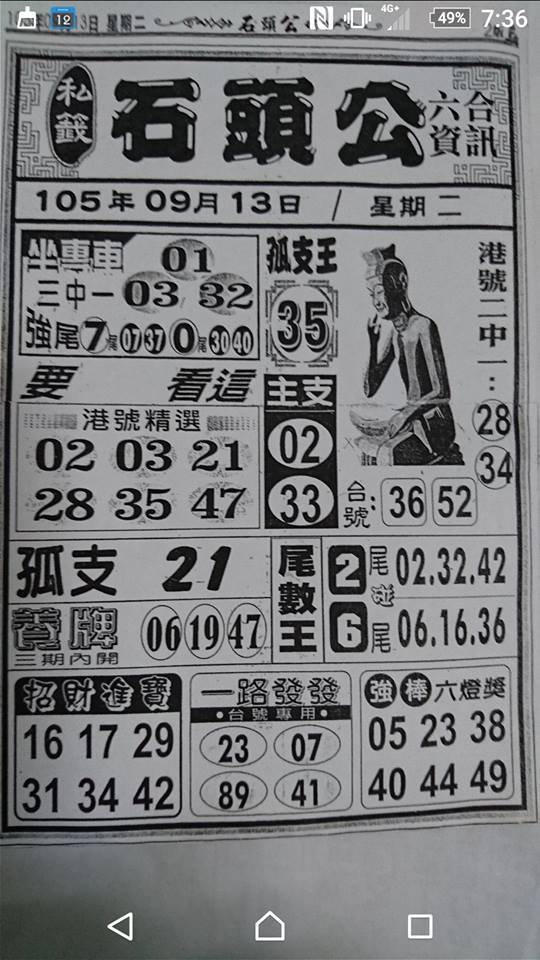 12
4G+
49%
7:36
13日 星期二
石頭公
私籤
石頭公
六合
資訊
105年09月13日 / 星期二
坐專車 01
三中一 03 32
強尾 7尾 07 37 0尾 30 40
孤支王
35
港號二中一：
28
34
要 看這
港號精選
02 03 21
28 35 47
主支
02
33
台號: 36 52
孤支 21
養牌 06 19 47
三期內開
尾數王
2尾 02.32.42
碰
6尾 06.16.36
招財進寶
16 17 29
31 34 42
一路發發
•台號專用•
23 07
89 41
強棒六燈獎
05 23 38
40 44 49